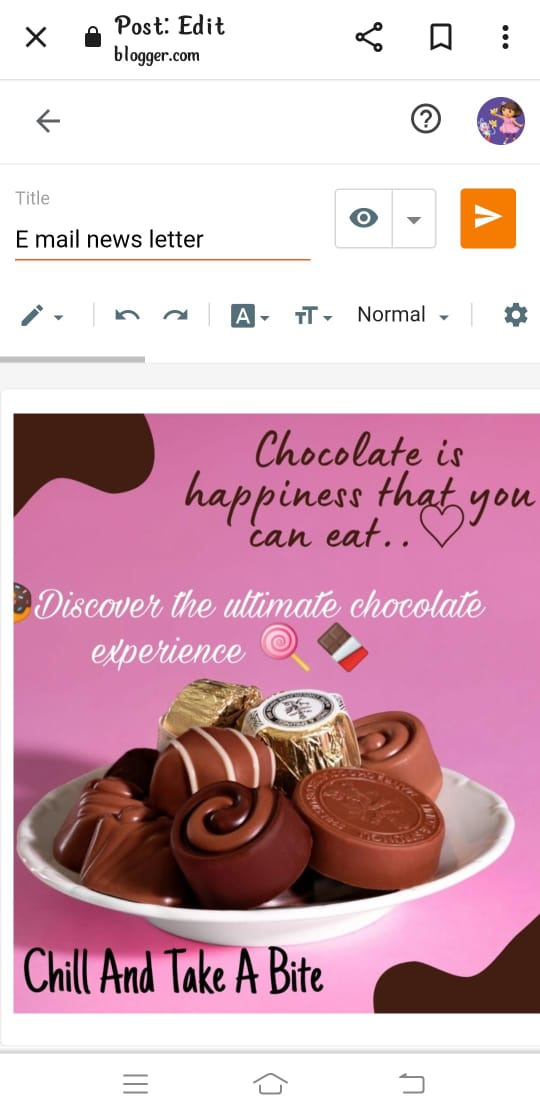 Post: Edit
blogger.com
Title
E mail news letter
A
TT
Normal
Chocolate is
happiness that you
can eat..
Discover the ultimate chocolate
experience
Chill And Take A Bite